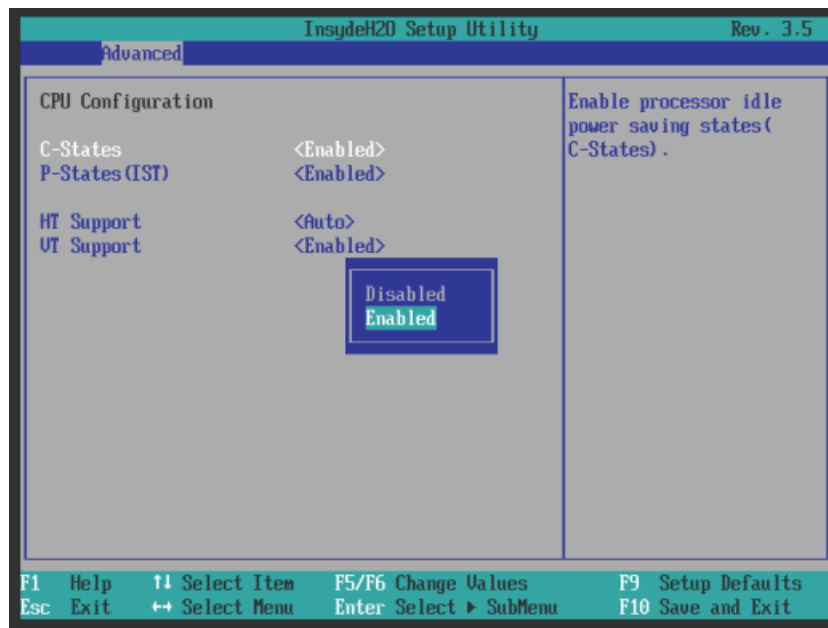 InsydeH2O Setup Utility Rev. 3.5
Advanced
CPU Configuration
C-States <Enabled>
P-States(IST) <Enabled>
HT Support <Auto>
VT Support <Enabled>
Disabled
Enabled
Enable processor idle
power saving states(
C-States).
F1 Help ↑↓ Select Item F5/F6 Change Values F9 Setup Defaults
Esc Exit ↔ Select Menu Enter Select ▶ SubMenu F10 Save and Exit